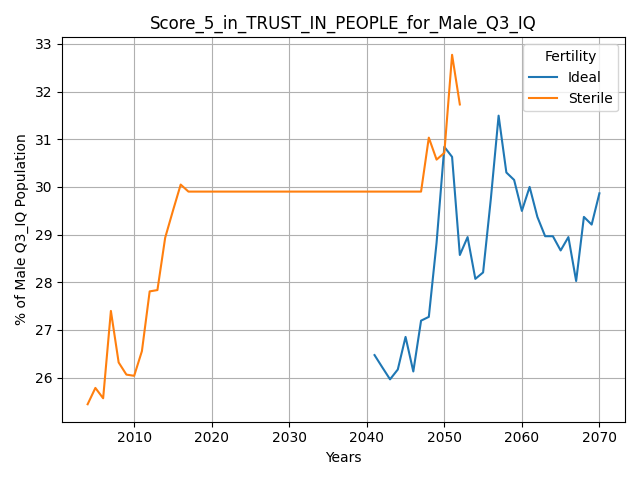 Score_5_in_TRUST_IN_PEOPLE_for_Male_Q3_IQ
Fertility
Ideal
Sterile
% of Male Q3_IQ Population
33
32
31
30
29
28
27
26
2010 2020 2030 2040 2050 2060 2070
Years